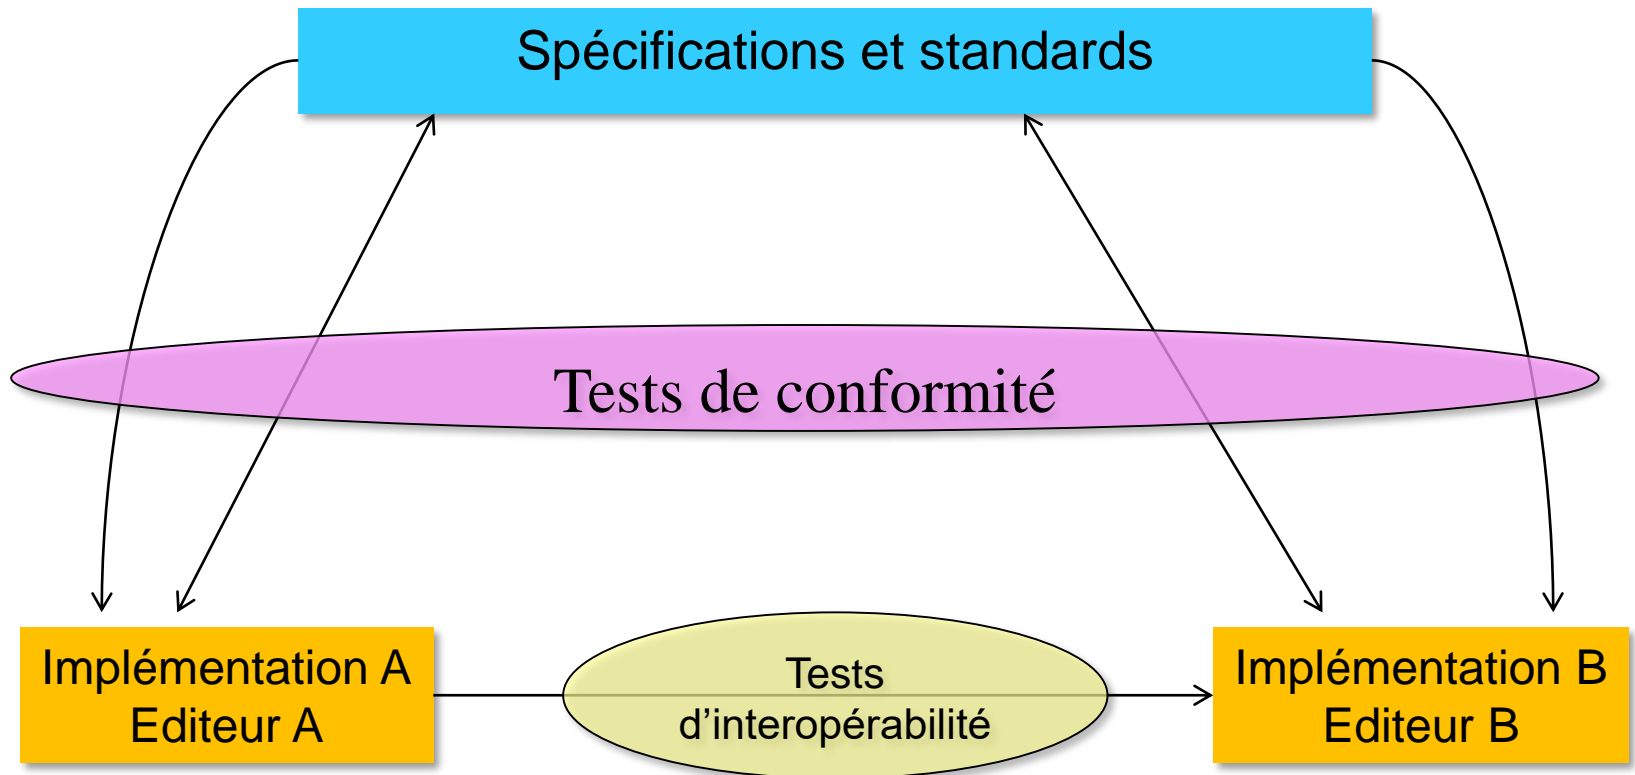 Spécifications et standards
Tests de conformité
Implémentation A
Editeur A
Tests
d’interopérabilité
Implémentation B
Editeur B